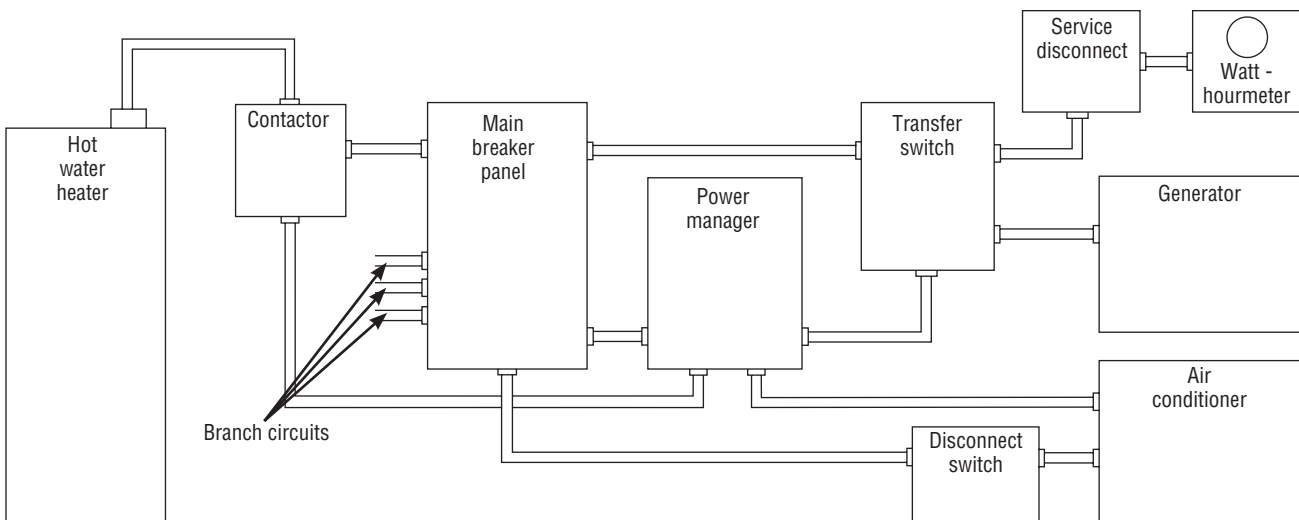 Service
disconnect
Watt -
hourmeter
Contactor
Main
breaker
panel
Transfer
switch
Hot
water
heater
Power
manager
Generator
Air
conditioner
Branch circuits
Disconnect
switch